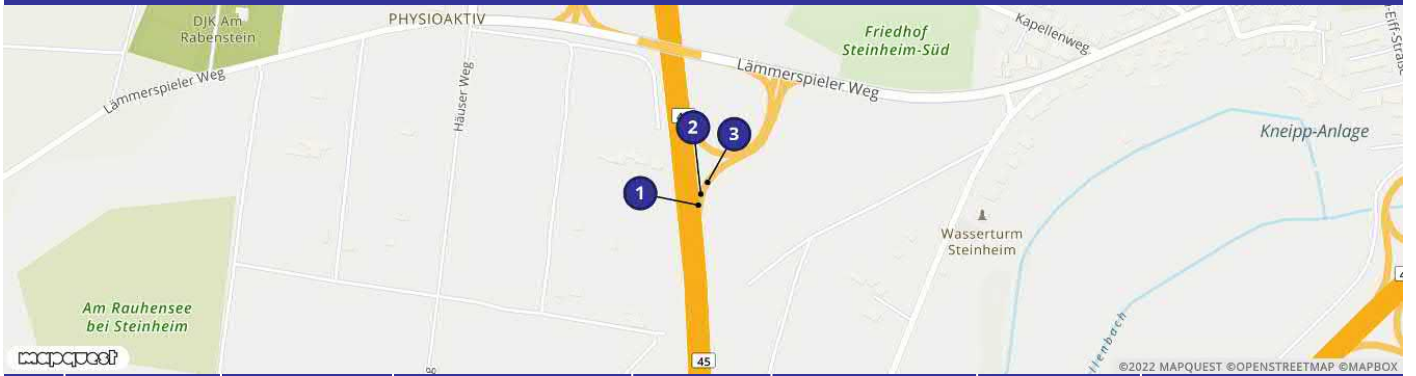 DJK Am
Rabenstein
PHYSIOAKTIV
Lämmerspieler Weg
Häuser Weg
Lämmerspieler Weg
Friedhof
Steinheim-Süd
Kapellenweg
Kneipp-Anlage
2
3
1
Wasserturm
Steinheim
Am Rauhensee
bei Steinheim
45
mapquest
©2022 MAPQUEST ©OPENSTREETMAP ©MAPBOX